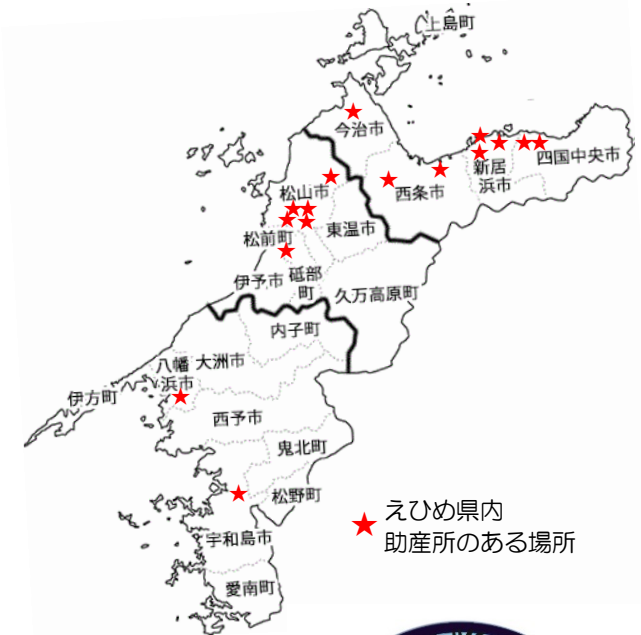 上島町
今治市
四国中央市
新居
浜市
西条市
松山市
東温市
松前町
伊予市
砥部
町
久万高原町
内子町
八幡
浜市
大洲市
伊方町
西予市
鬼北町
松野町
えひめ県内
助産所のある場所
宇和島市
愛南町